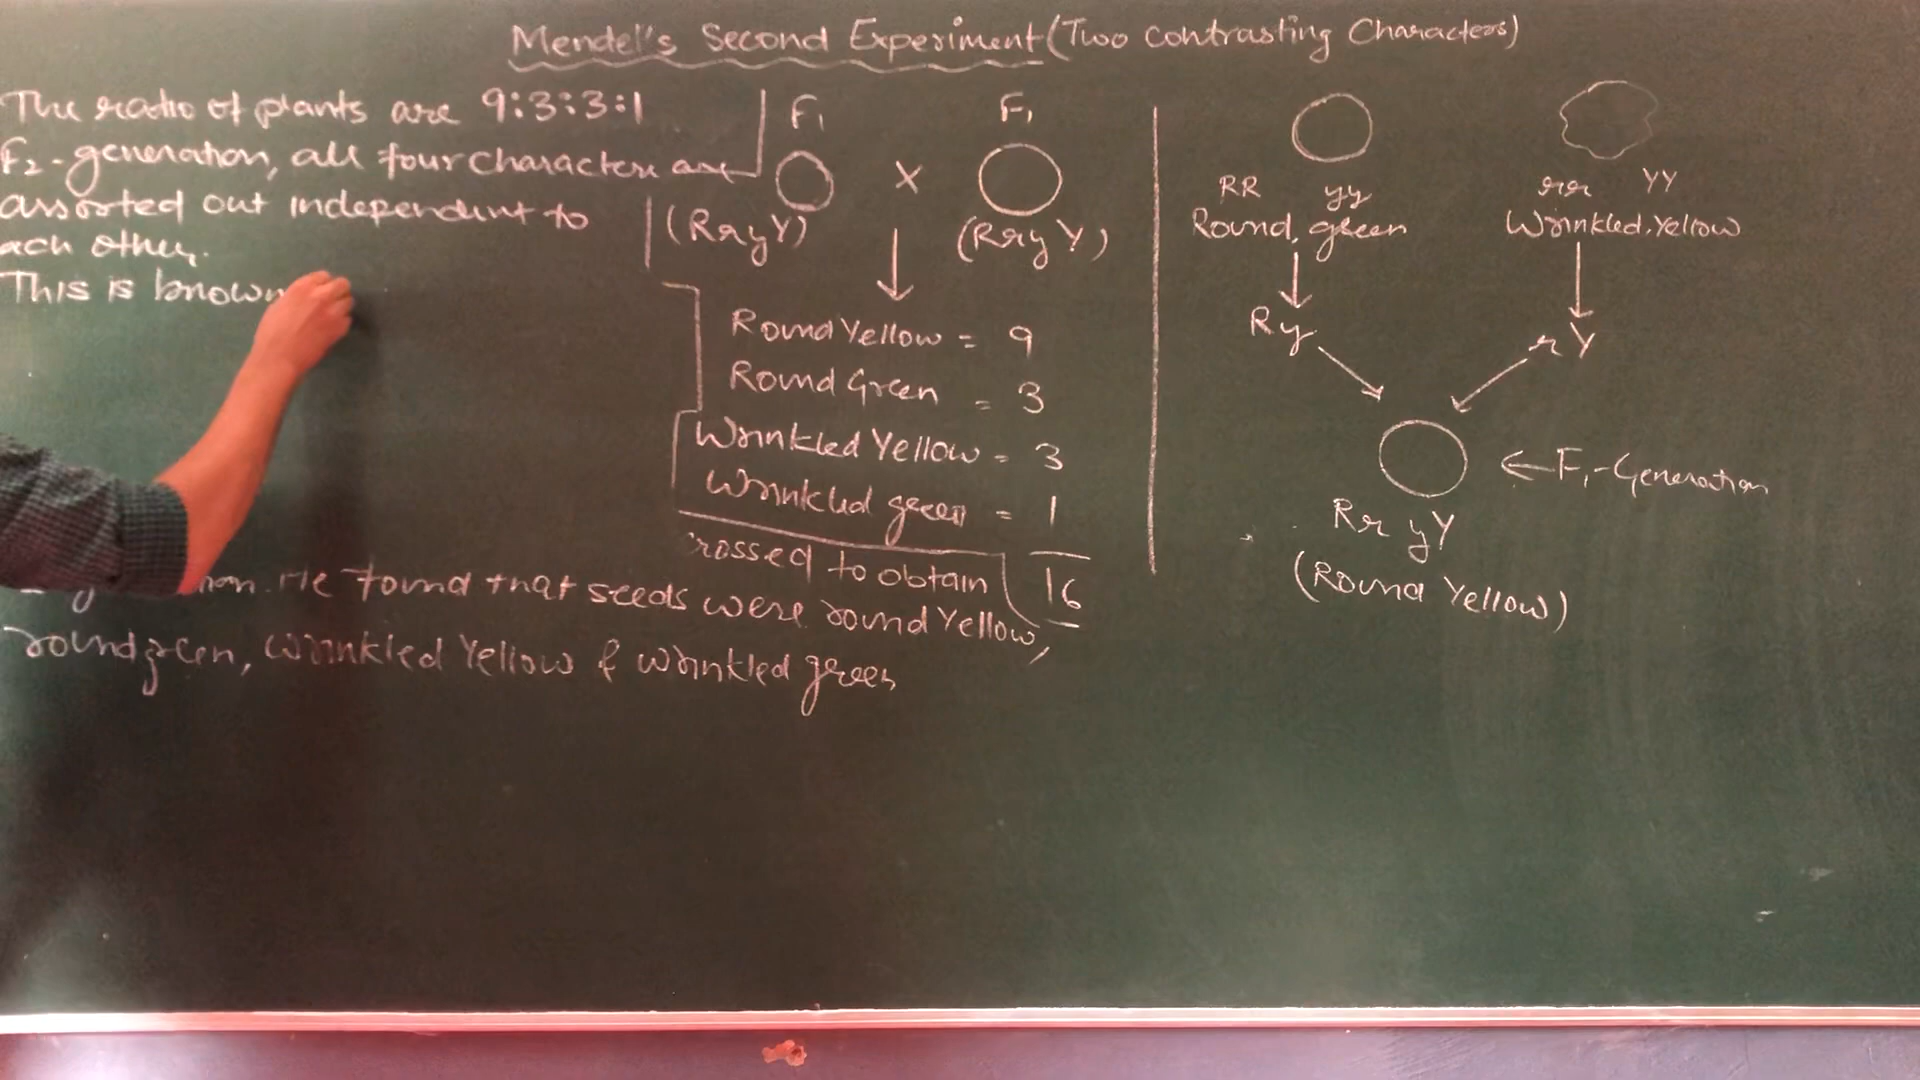 Mendel's Second Experiment (Two contrasting Characters)
The ratio of plants are 9:3:3:1
F2-generation, all four characters are
assorted out independent to
ach other.
This is known
F1 X F1
(RryY) (RryY)
Round Yellow = 9
Round Green = 3
Wrinkled Yellow = 3
Wrinkled green = 1
16
rossed to obtain
He found that seeds were round Yellow,
round green, wrinkled Yellow & wrinkled green
RR yy
Round, green
rr YY
Wrinkled, Yellow
Ry rY
← F1-Generation
Rr yY
(Round Yellow)